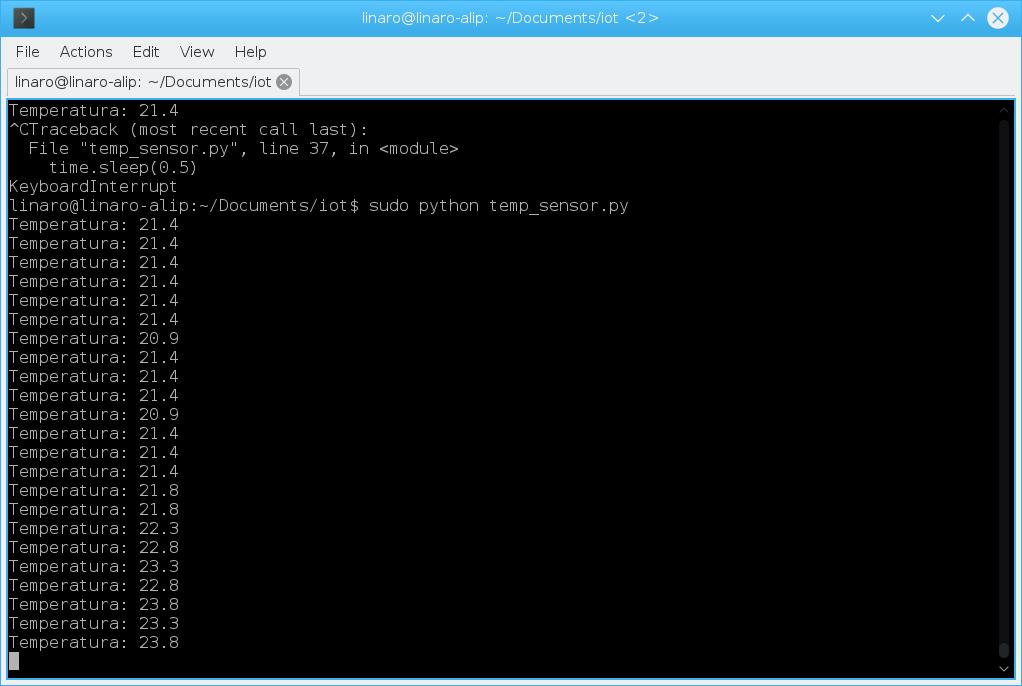 linaro@linaro-alip: ~/Documents/iot <2>
File Actions Edit View Help
linaro@linaro-alip: ~/Documents/iot
Temperatura: 21.4
^CTraceback (most recent call last):
  File "temp_sensor.py", line 37, in <module>
    time.sleep(0.5)
KeyboardInterrupt
linaro@linaro-alip:~/Documents/iot$ sudo python temp_sensor.py
Temperatura: 21.4
Temperatura: 21.4
Temperatura: 21.4
Temperatura: 21.4
Temperatura: 21.4
Temperatura: 21.4
Temperatura: 20.9
Temperatura: 21.4
Temperatura: 21.4
Temperatura: 21.4
Temperatura: 20.9
Temperatura: 21.4
Temperatura: 21.4
Temperatura: 21.4
Temperatura: 21.8
Temperatura: 21.8
Temperatura: 22.3
Temperatura: 22.8
Temperatura: 23.3
Temperatura: 22.8
Temperatura: 23.8
Temperatura: 23.3
Temperatura: 23.8